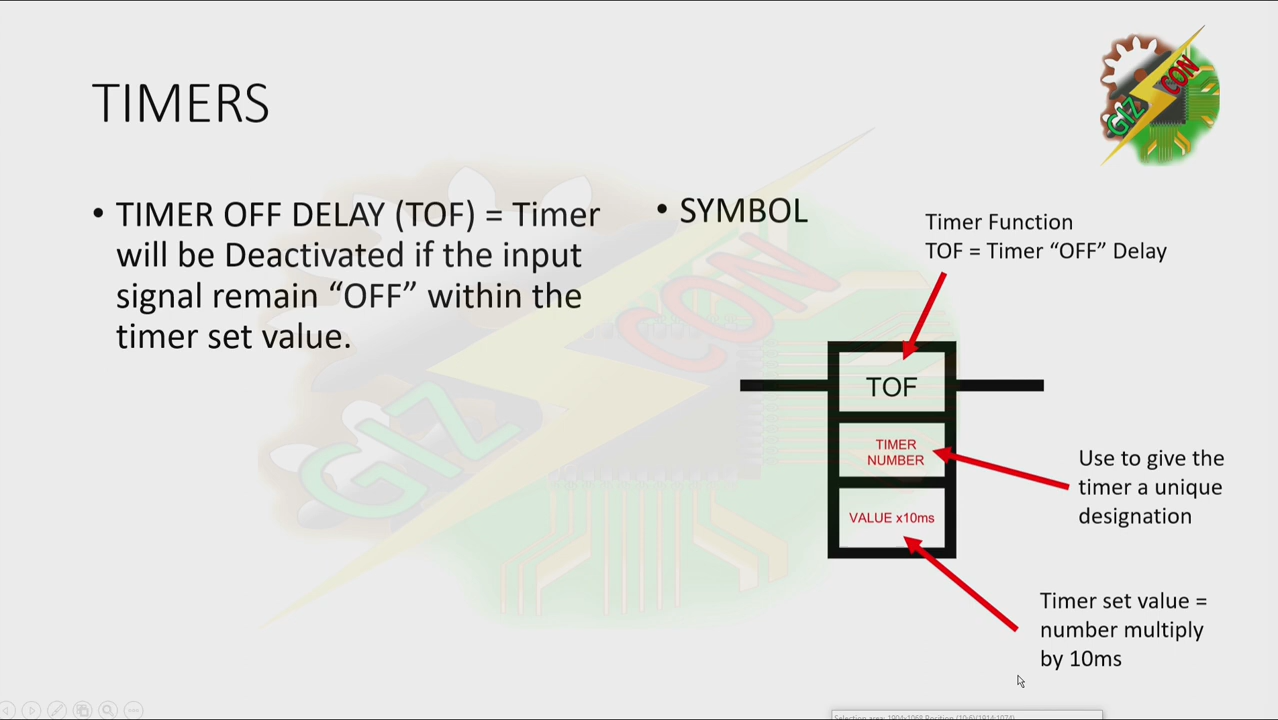 TIMERS
GIZ CON
• TIMER OFF DELAY (TOF) = Timer
will be Deactivated if the input
signal remain “OFF” within the
timer set value.
• SYMBOL
Timer Function
TOF = Timer “OFF” Delay
TOF
TIMER
NUMBER
VALUE x10ms
Use to give the
timer a unique
designation
Timer set value =
number multiply
by 10ms
GIZ CON